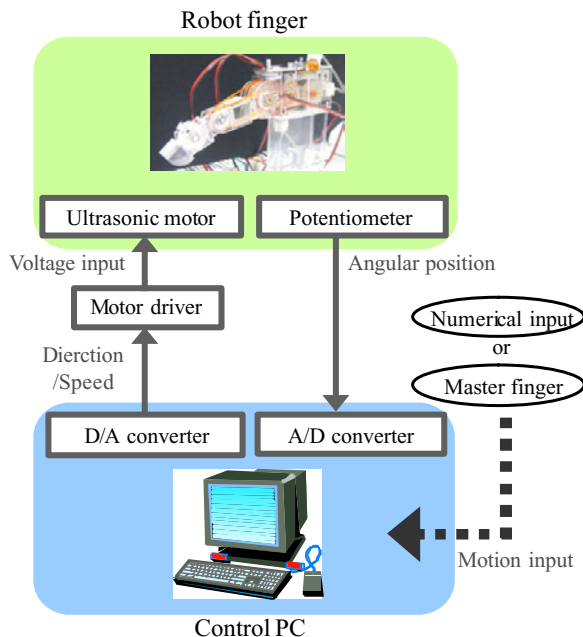 Robot finger
Ultrasonic motor
Potentiometer
Voltage input
Angular position
Motor driver
Numerical input
or
Master finger
Dierction
/Speed
D/A converter
A/D converter
Motion input
Control PC